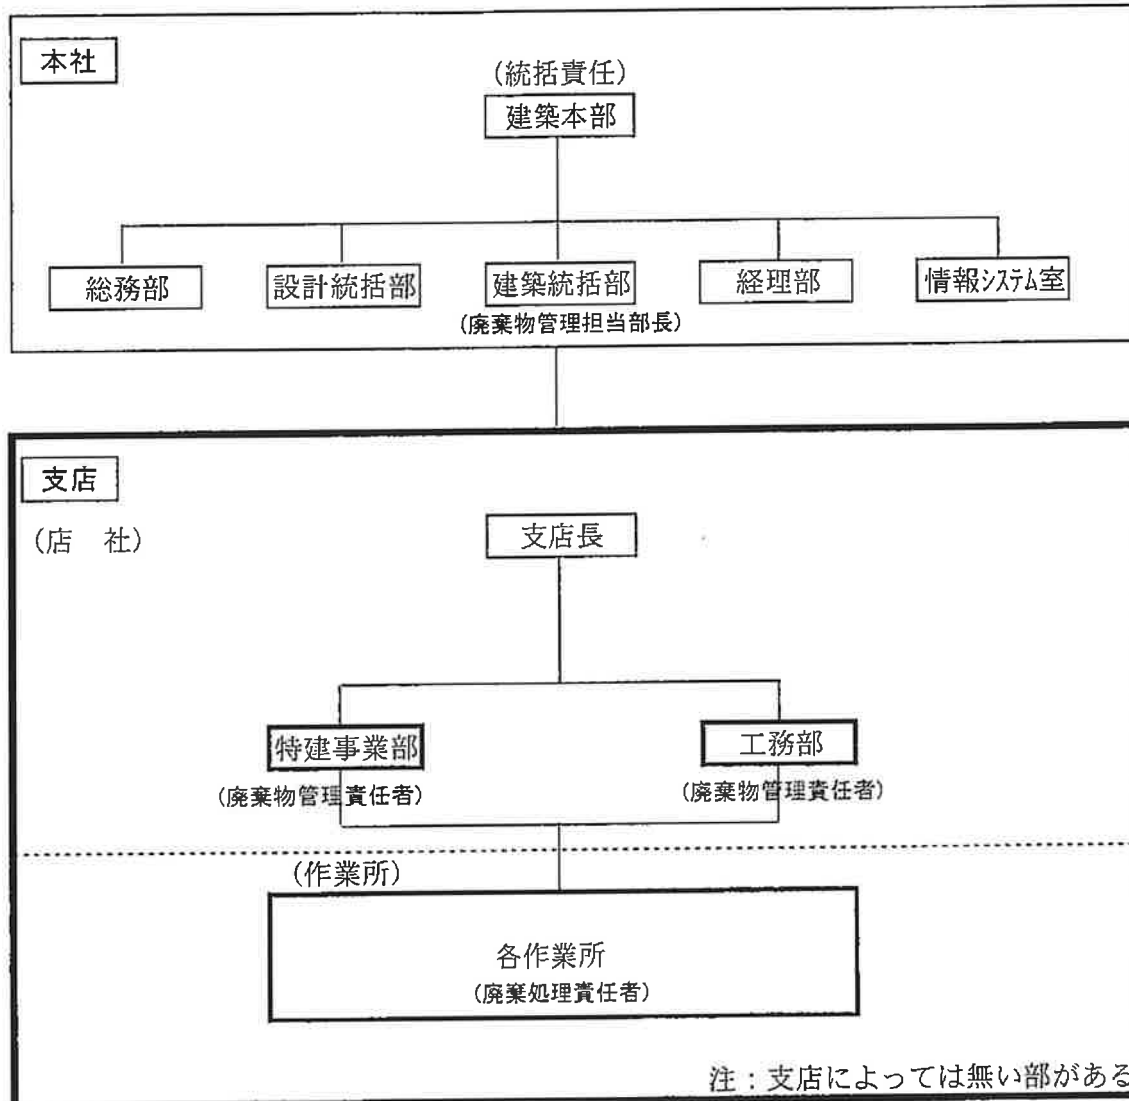 本社
(統括責任)
建築本部
総務部
設計統括部
建築統括部
経理部
情報システム室
(廃棄物管理担当部長)
支店
(店　社)
支店長
特建事業部
工務部
(廃棄物管理責任者)
(廃棄物管理責任者)
(作業所)
各作業所
(廃棄処理責任者)
注：支店によっては無い部がある